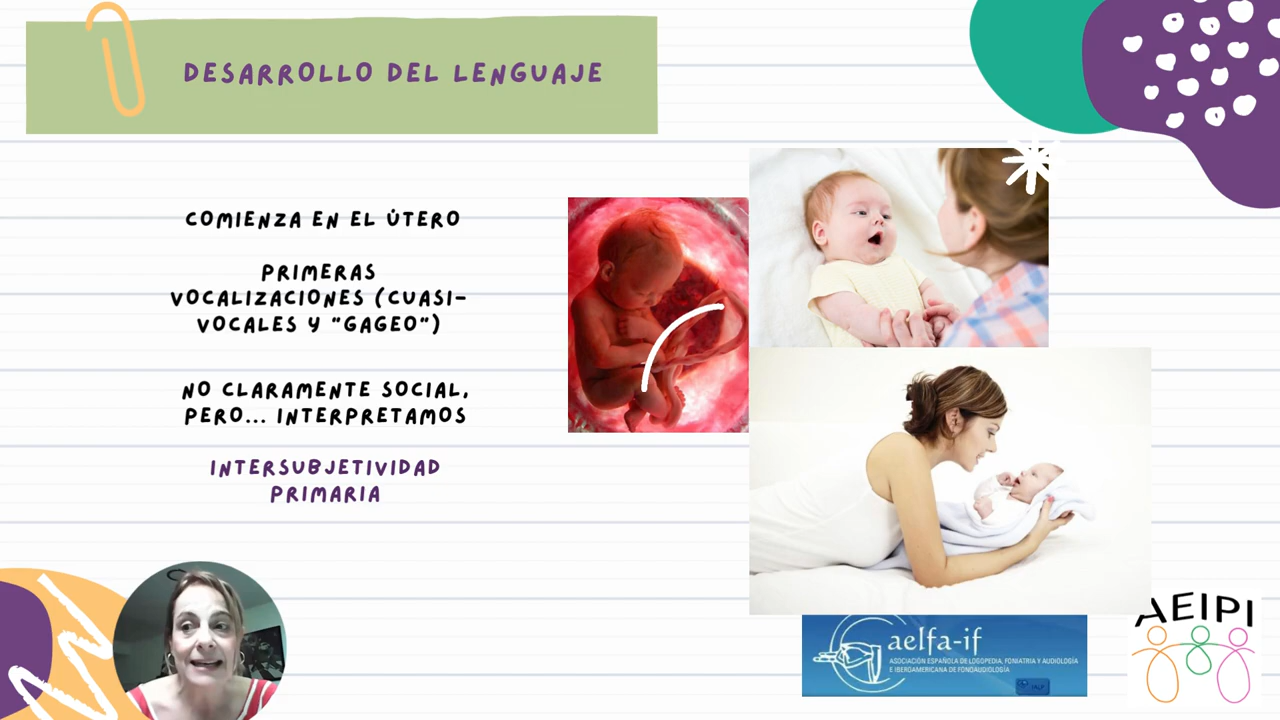 DESARROLLO DEL LENGUAJE
COMIENZA EN EL ÚTERO
PRIMERAS
VOCALIZACIONES (CUASI-
VOCALES Y "GAGEO")
NO CLARAMENTE SOCIAL,
PERO... INTERPRETAMOS
INTERSUBJETIVIDAD
PRIMARIA
aelfa-if
ASOCIACIÓN ESPAÑOLA DE LOGOPEDIA, FONIATRÍA Y AUDIOLOGÍA
E IBEROAMERICANA DE FONOAUDIOLOGÍA
AEIPI